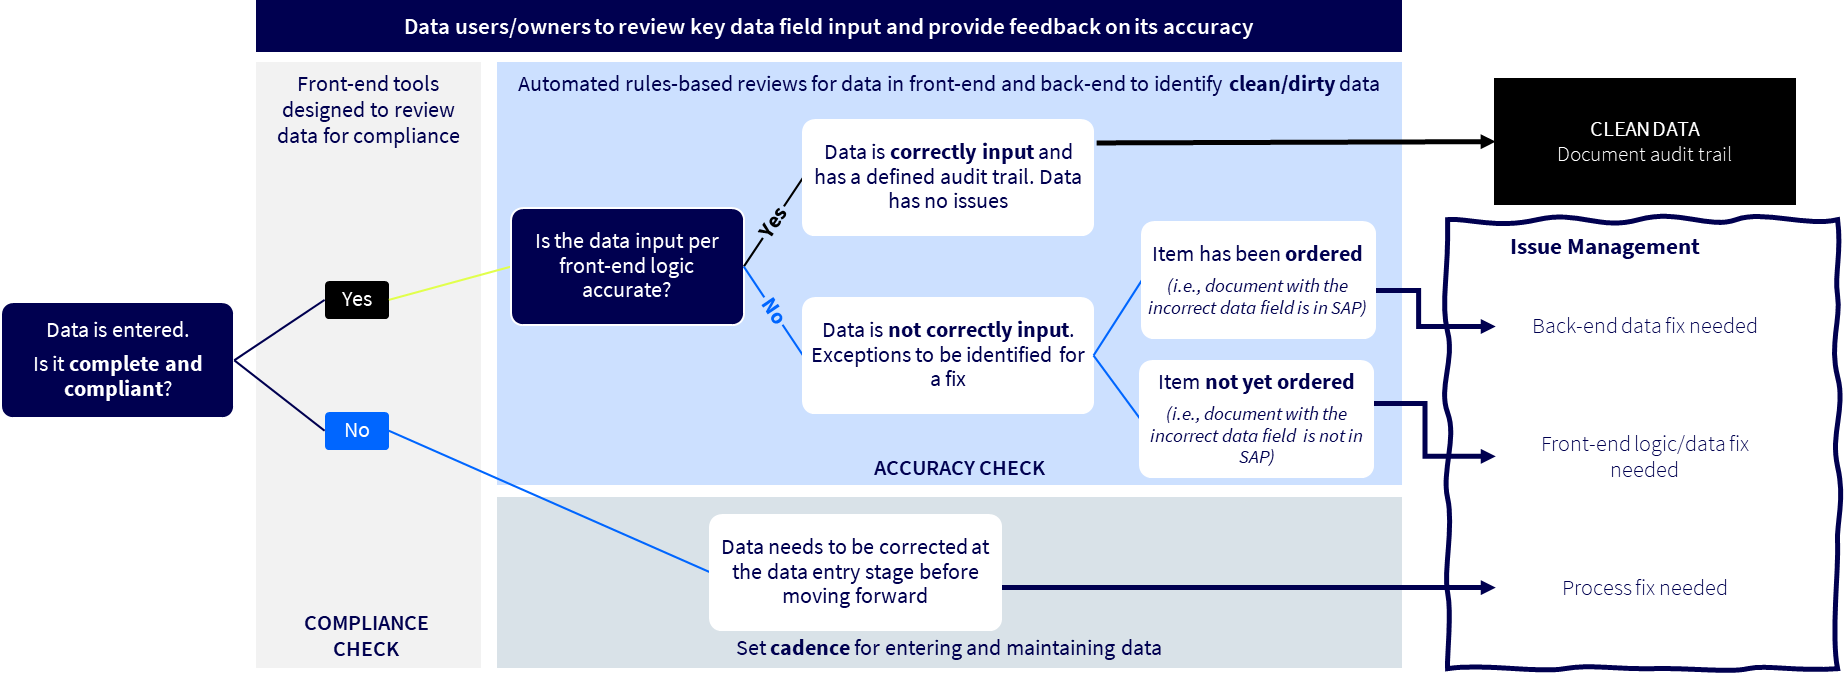 Data users/owners to review key data field input and provide feedback on its accuracy
Front-end tools
designed to review
data for compliance
Automated rules-based reviews for data in front-end and back-end to identify clean/dirty data
Data is correctly input and
has a defined audit trail. Data
has no issues
CLEAN DATA
Document audit trail
Yes
Is the data input per
front-end logic
accurate?
No
Item has been ordered
(i.e., document with the
incorrect data field is in SAP)
Issue Management
Yes
Data is entered.
Is it complete and
compliant?
Data is not correctly input.
Exceptions to be identified for
a fix
Back-end data fix needed
Item not yet ordered
(i.e., document with the
incorrect data field is not in
SAP)
No
Front-end logic/data fix
needed
ACCURACY CHECK
Data needs to be corrected at
the data entry stage before
moving forward
Process fix needed
COMPLIANCE
CHECK
Set cadence for entering and maintaining data